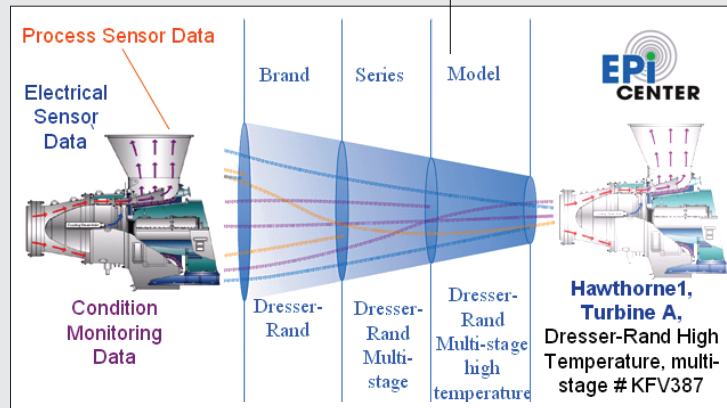 Process Sensor Data
Electrical
Sensor
Data
Condition
Monitoring
Data
Brand
Series
Model
Dresser-
Rand
Dresser-
Rand
Multi-
stage
Dresser-
Rand
Multi-stage
high
temperature
EPi
CENTER
Hawthorne1,
Turbine A,
Dresser-Rand High
Temperature, multi-
stage # KFV387